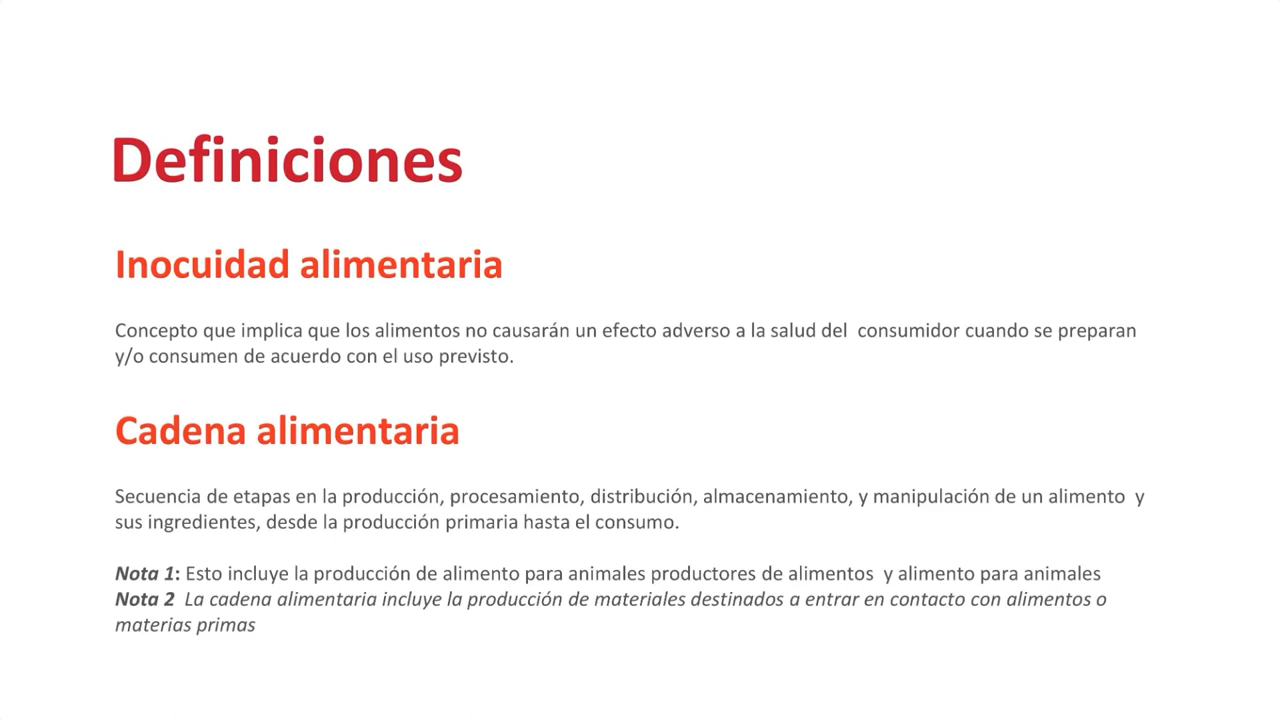 Definiciones
Inocuidad alimentaria
Concepto que implica que los alimentos no causarán un efecto adverso a la salud del  consumidor cuando se preparan
y/o consumen de acuerdo con el uso previsto.
Cadena alimentaria
Secuencia de etapas en la producción, procesamiento, distribución, almacenamiento, y manipulación de un alimento  y
sus ingredientes, desde la producción primaria hasta el consumo.
Nota 1: Esto incluye la producción de alimento para animales productores de alimentos  y alimento para animales
Nota 2  La cadena alimentaria incluye la producción de materiales destinados a entrar en contacto con alimentos o
materias primas